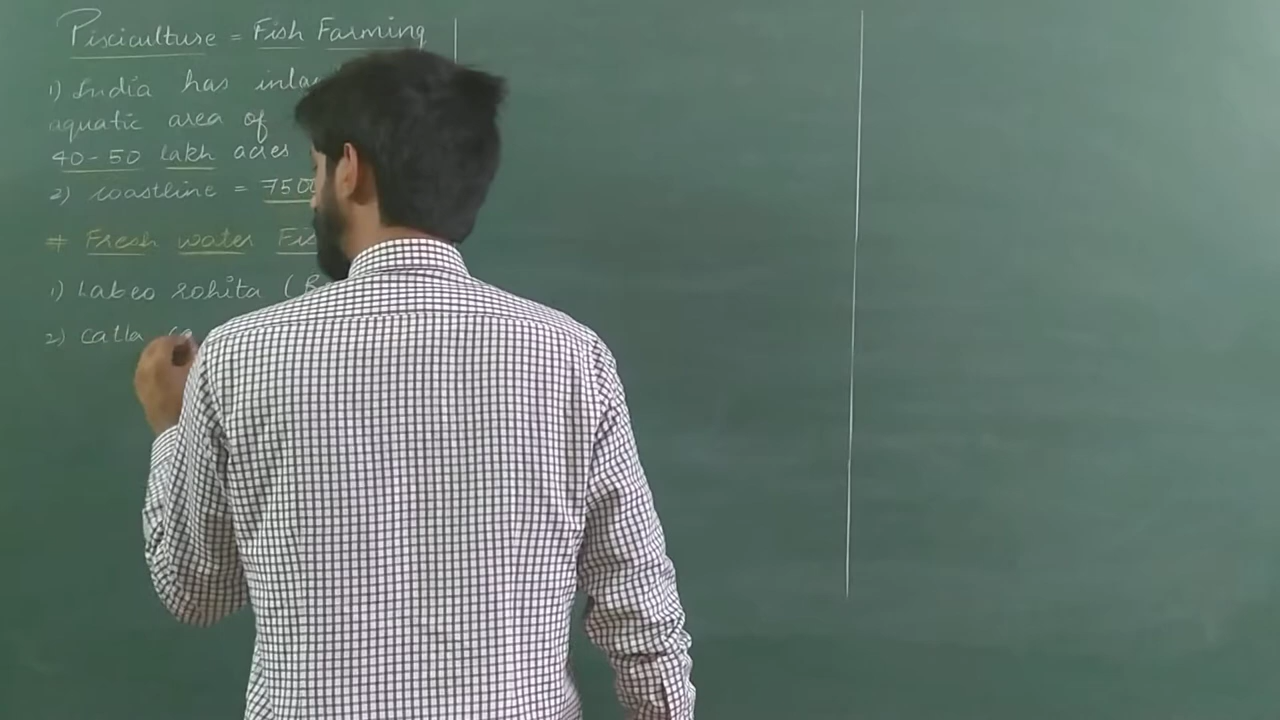 Pisciculture = Fish Farming
1) India has
aquatic area of
40-50 lakh acres
2) coastline =
# Fresh water
1) Labeo rohita
2) Catla